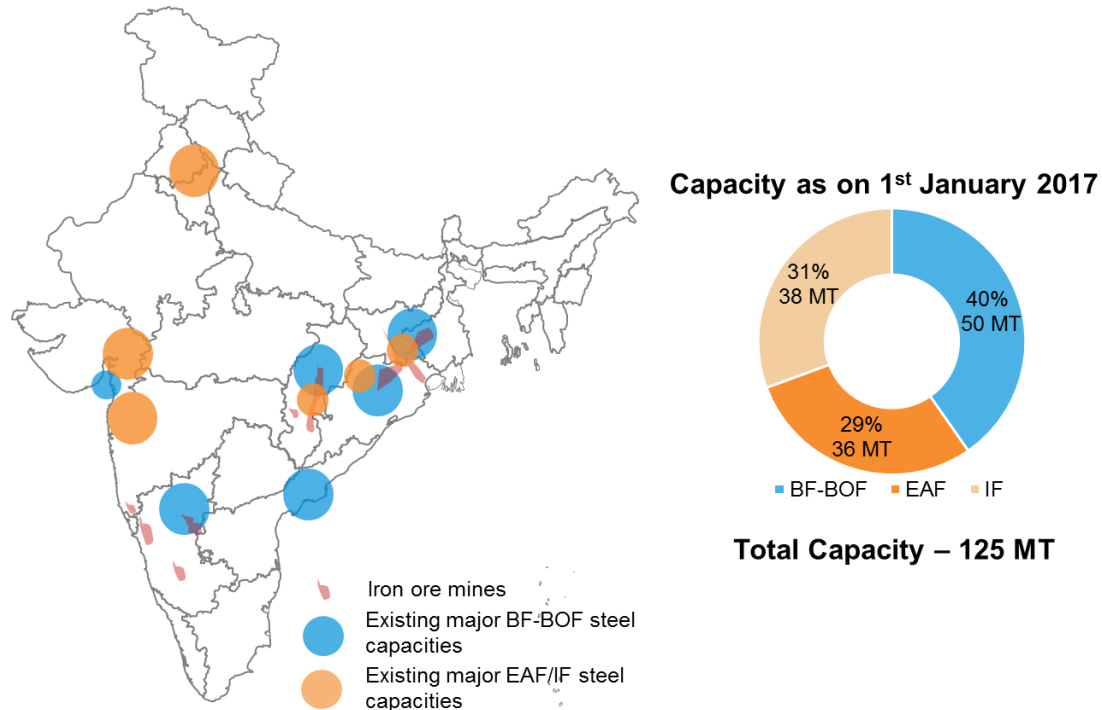 Capacity as on 1st January 2017
31%
38 MT
40%
50 MT
29%
36 MT
BF-BOF EAF IF
Total Capacity – 125 MT
Iron ore mines
Existing major BF-BOF steel
capacities
Existing major EAF/IF steel
capacities